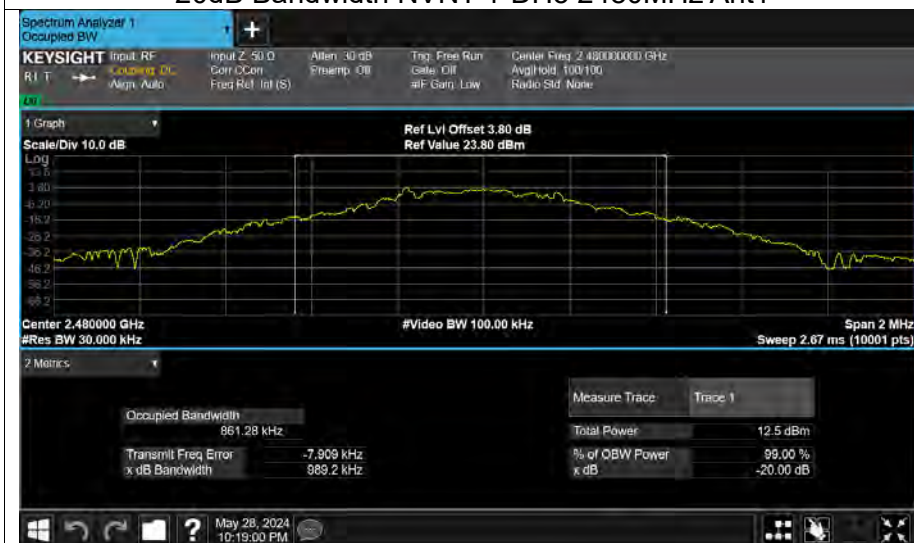 20dB Bandwidth NVNT 1-DH5 2480MHz Ant1
Spectrum Analyzer 1
Occupied BW
+
KEYSIGHT Input: RF
Coupling: DC
Align: Auto
Input Z: 50 Ω
Corr CCorr
Freq Ref: Int (S)
Atten: 30 dB
Preamp: Off
Trig: Free Run
Gate: Off
#IF Gain: Low
Center Freq: 2.480000000 GHz
Avg|Hold: 100/100
Radio Std: None
1 Graph
Scale/Div 10.0 dB
Ref Lvl Offset 3.80 dB
Ref Value 23.80 dBm
Log
3.80
-6.20
-16.2
-26.2
-36.2
-46.2
-56.2
-66.2
Center 2.480000 GHz
#Res BW 30.000 kHz
#Video BW 100.00 kHz
Span 2 MHz
Sweep 2.67 ms (10001 pts)
2 Metrics
Measure Trace Trace 1
Occupied Bandwidth
861.28 kHz
Total Power 12.5 dBm
Transmit Freq Error -7.909 kHz
% of OBW Power 99.00 %
x dB Bandwidth 989.2 kHz
x dB -20.00 dB
?
May 28, 2024
10:19:00 PM